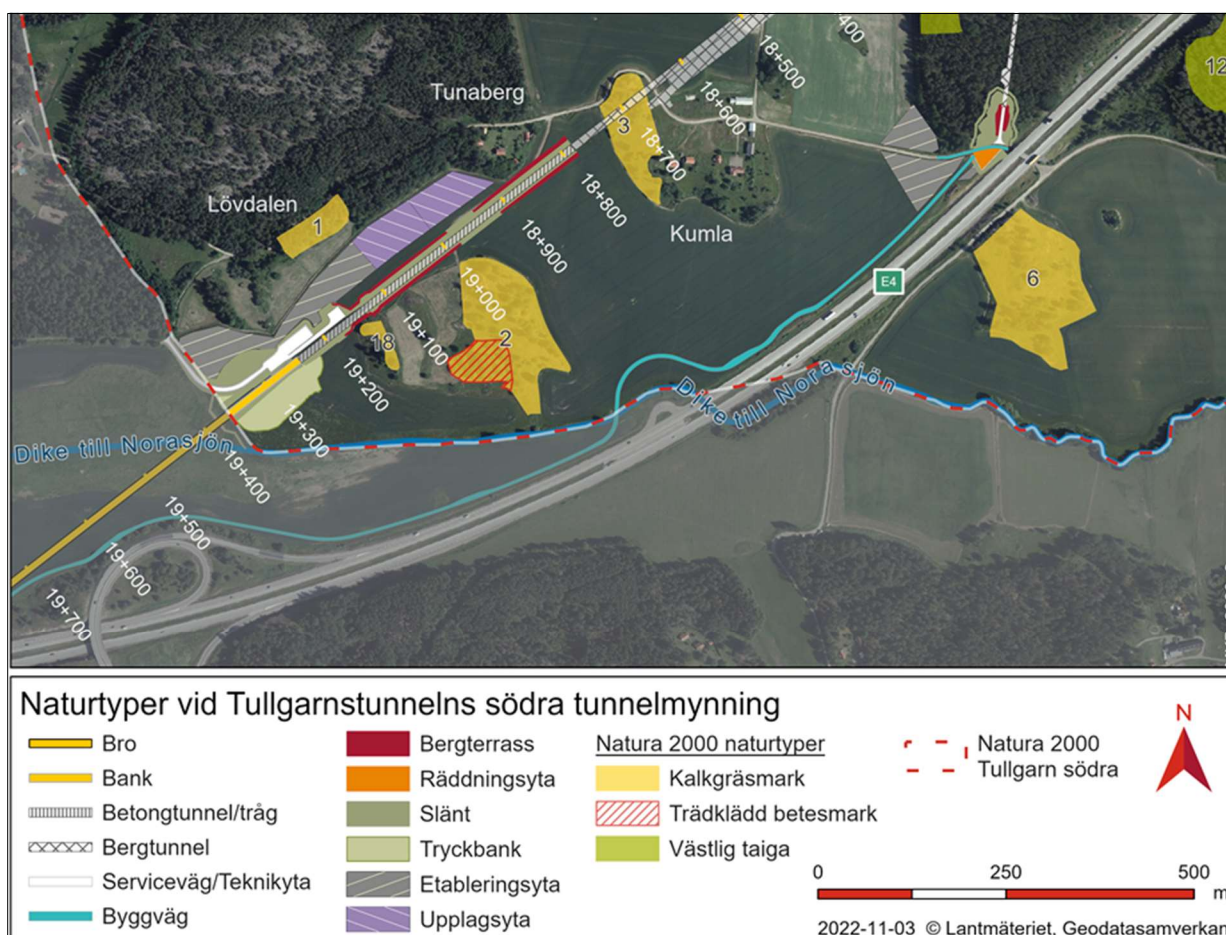 400
18+500
18+600
18+700
18+800
18+900
19+000
19+100
19+200
19+300
19+400
19+500
19+600
19+700
Tunaberg
Lövdalen
Kumla
1
2
3
6
12
18
E4
Dike till Norasjön
Dike till Norasjön
Naturtyper vid Tullgarnstunnelns södra tunnelmynning
Bro
Bank
Betongtunnel/tråg
Bergtunnel
Serviceväg/Teknikyta
Byggväg
Bergterrass
Räddningsyta
Slänt
Tryckbank
Etableringsyta
Upplagsyta
Natura 2000 naturtyper
Kalkgräsmark
Trädklädd betesmark
Västlig taiga
Natura 2000
Tullgarn södra
N
0 250 500
m
2022-11-03 © Lantmäteriet, Geodatasamverkan